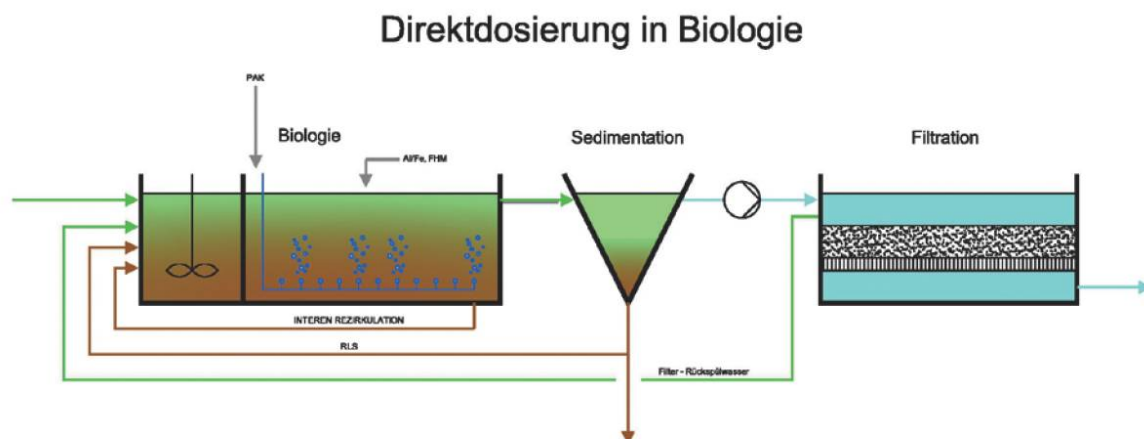 Direktdosierung in Biologie
PAK
Biologie
Al/Fe, FHM
Sedimentation
Filtration
INTEREN REZIRKULATION
RLS
Filter - Rückspülwasser